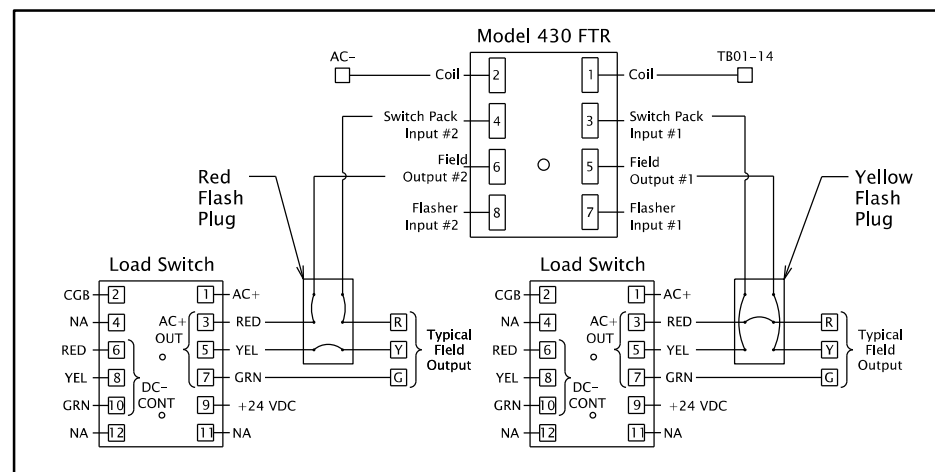 Model 430 FTR
AC-
TB01-14
Coil
2
1
Coil
Switch Pack
Input #2
4
3
Switch Pack
Input #1
Field
Output #2
6
5
Field
Output #1
Flasher
Input #2
8
7
Flasher
Input #1
Red
Flash
Plug
Yellow
Flash
Plug
Load Switch
CGB
2
1
AC+
NA
4
AC+
OUT
3
RED
R
RED
6
5
YEL
Y
YEL
8
7
GRN
G
GRN
10
DC-
CONT
9
+24 VDC
NA
12
11
NA
Typical
Field
Output
Load Switch
CGB
2
1
AC+
NA
4
AC+
OUT
3
RED
R
RED
6
5
YEL
Y
YEL
8
7
GRN
G
GRN
10
DC-
CONT
9
+24 VDC
NA
12
11
NA
Typical
Field
Output